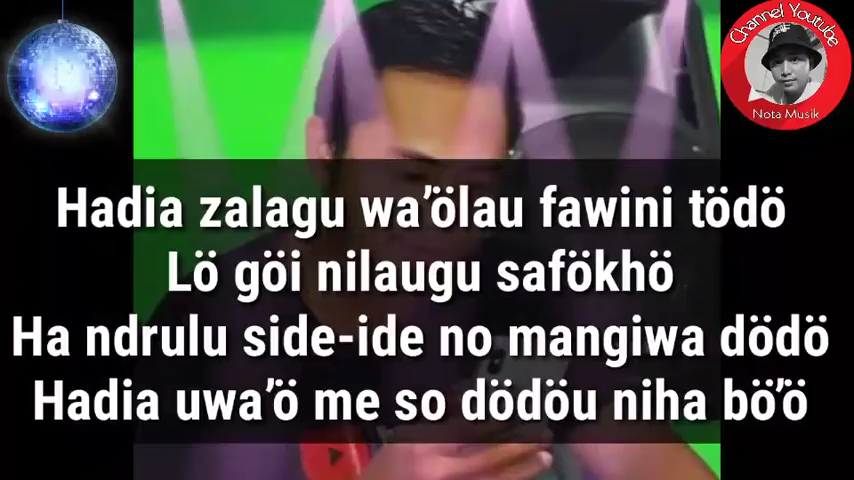 Channel Youtube
Nota Musik
Hadia zalagu wa’ölau fawini tödö
Lö göi nilaugu safökhö
Ha ndrulu side-ide no mangiwa dödö
Hadia uwa’ö me so dödöu niha bö’ö